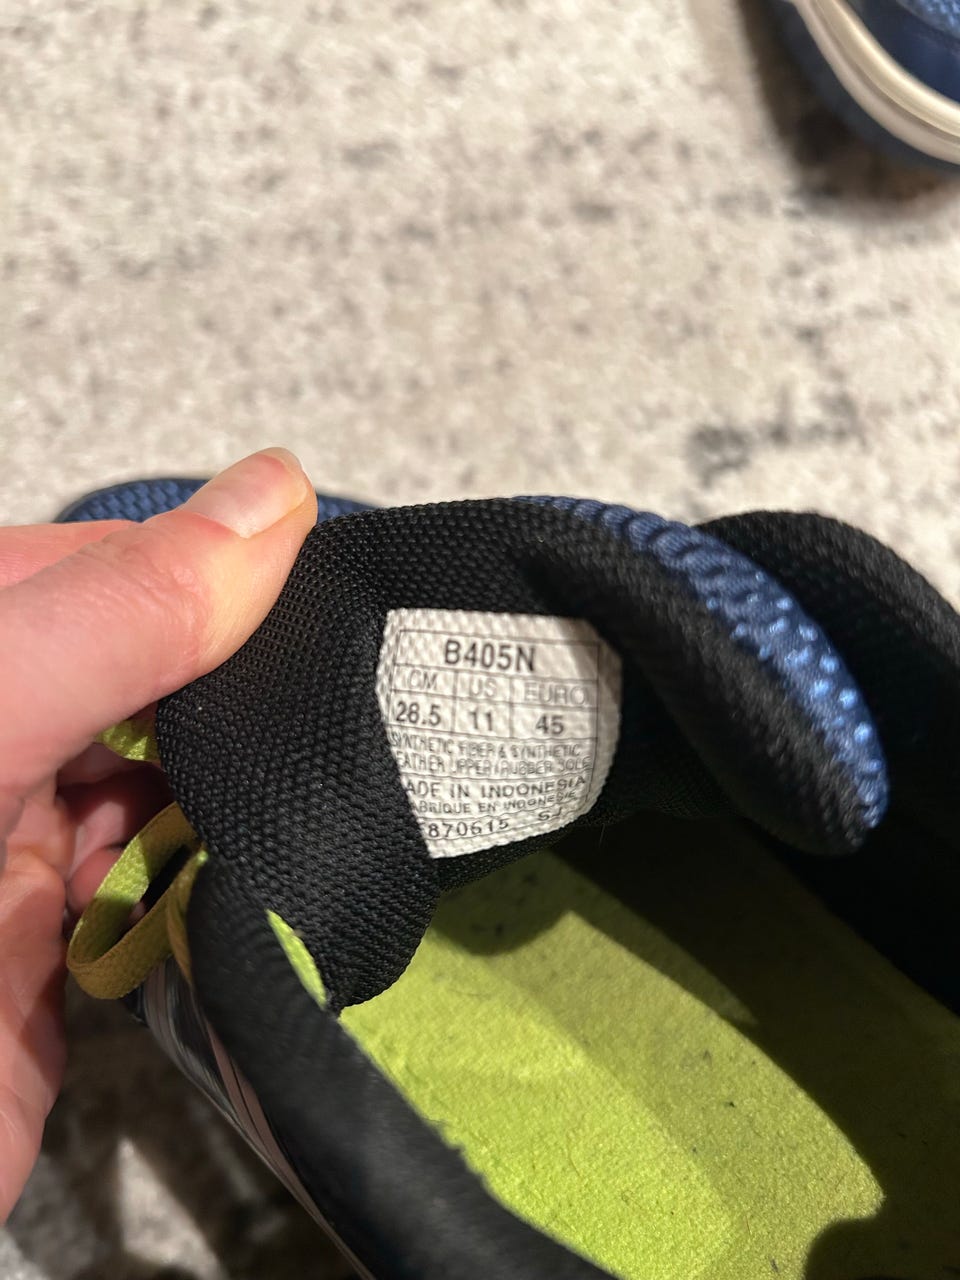 B405N
CM US EURO
28.5 11 45
SYNTHETIC FIBER & SYNTHETIC
LEATHER UPPER/RUBBER SOLE
MADE IN INDONESIA
FABRIQUE EN INDONESIE
870615